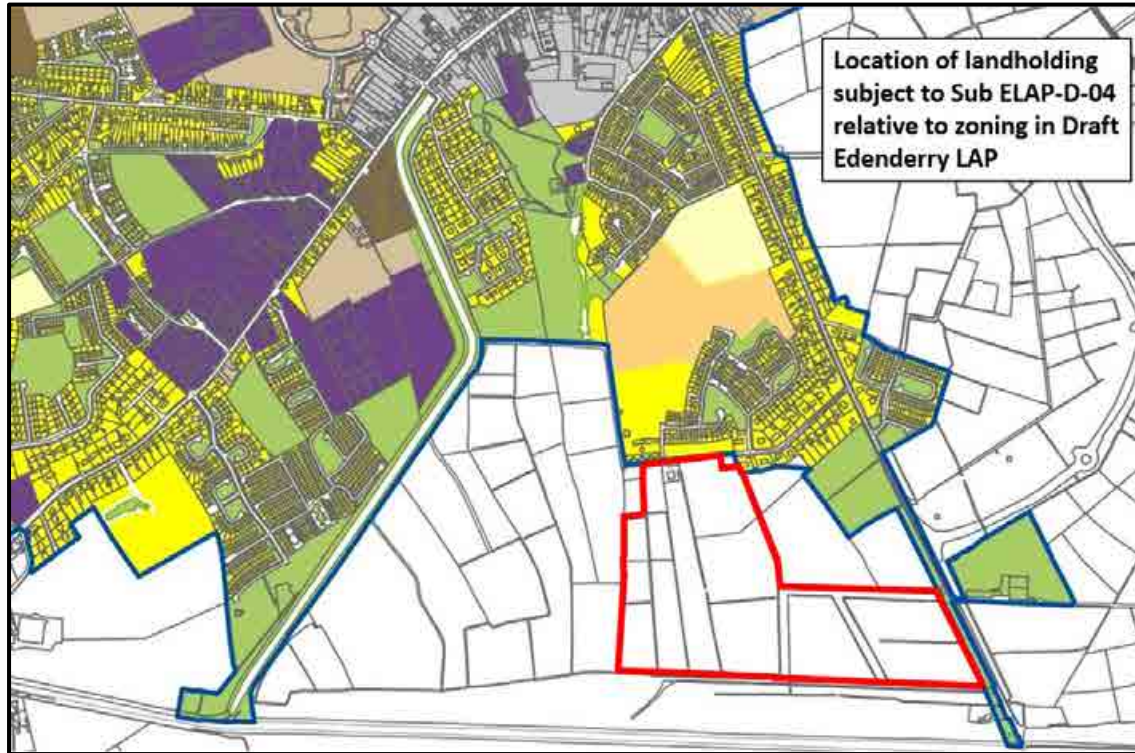 Location of landholding
subject to Sub ELAP-D-04
relative to zoning in Draft
Edenderry LAP